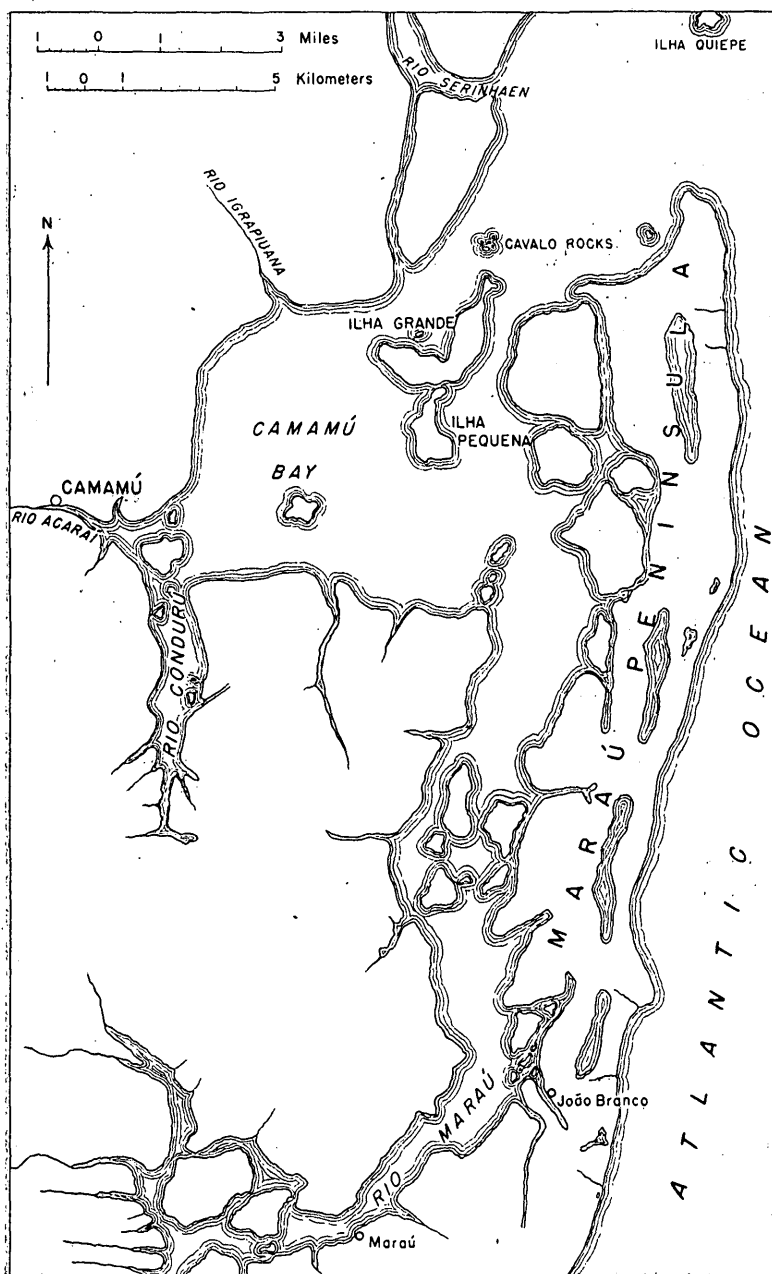 1 0 1 3 Miles
1 0 1 5 Kilometers
ILHA QUIEPE
RIO SERINHAEN
RIO IGRAPIUANA
N
CAVALO ROCKS
ILHA GRANDE
CAMAMÚ
BAY
ILHA
PEQUENA
CAMAMÚ
RIO ACARAÍ
RIO CONDURÚ
MARAÚ PENINSULA
ATLANTIC OCEAN
João Branco
RIO MARAÚ
Maraú